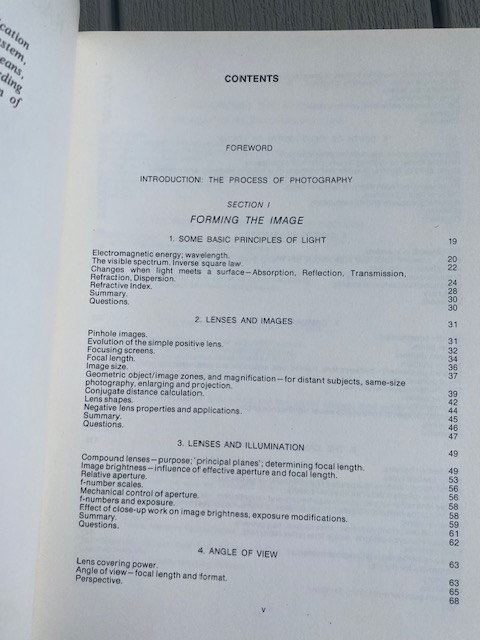 ication
stem,
eans,
ding
of
CONTENTS
FOREWORD
INTRODUCTION: THE PROCESS OF PHOTOGRAPHY
SECTION I
FORMING THE IMAGE
1. SOME BASIC PRINCIPLES OF LIGHT 19
Electromagnetic energy; wavelength. 20
The visible spectrum. Inverse square law. 22
Changes when light meets a surface—Absorption, Reflection, Transmission,
Refraction, Dispersion. 24
Refractive Index. 28
Summary. 30
Questions. 30
2. LENSES AND IMAGES 31
Pinhole images. 31
Evolution of the simple positive lens. 32
Focusing screens. 34
Focal length. 36
Image size. 37
Geometric object/image zones, and magnification—for distant subjects, same-size
photography, enlarging and projection. 39
Conjugate distance calculation. 42
Lens shapes. 44
Negative lens properties and applications. 45
Summary. 46
Questions. 47
3. LENSES AND ILLUMINATION 49
Compound lenses—purpose; 'principal planes'; determining focal length. 49
Image brightness—influence of effective aperture and focal length. 53
Relative aperture. 56
f-number scales. 56
Mechanical control of aperture. 58
f-numbers and exposure. 58
Effect of close-up work on image brightness, exposure modifications. 59
Summary. 61
Questions. 62
4. ANGLE OF VIEW 63
Lens covering power. 63
Angle of view—focal length and format. 65
Perspective. 68
v